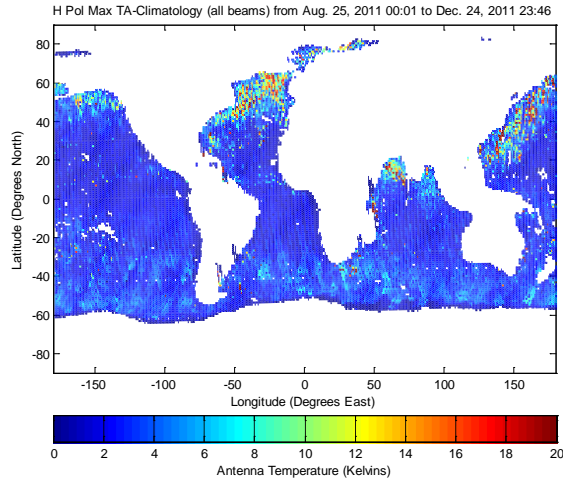 H Pol Max TA-Climatology (all beams) from Aug. 25, 2011 00:01 to Dec. 24, 2011 23:46
80
60
40
20
0
-20
-40
-60
-80
Latitude (Degrees North)
-150 -100 -50 0 50 100 150
Longitude (Degrees East)
0 2 4 6 8 10 12 14 16 18 20
Antenna Temperature (Kelvins)